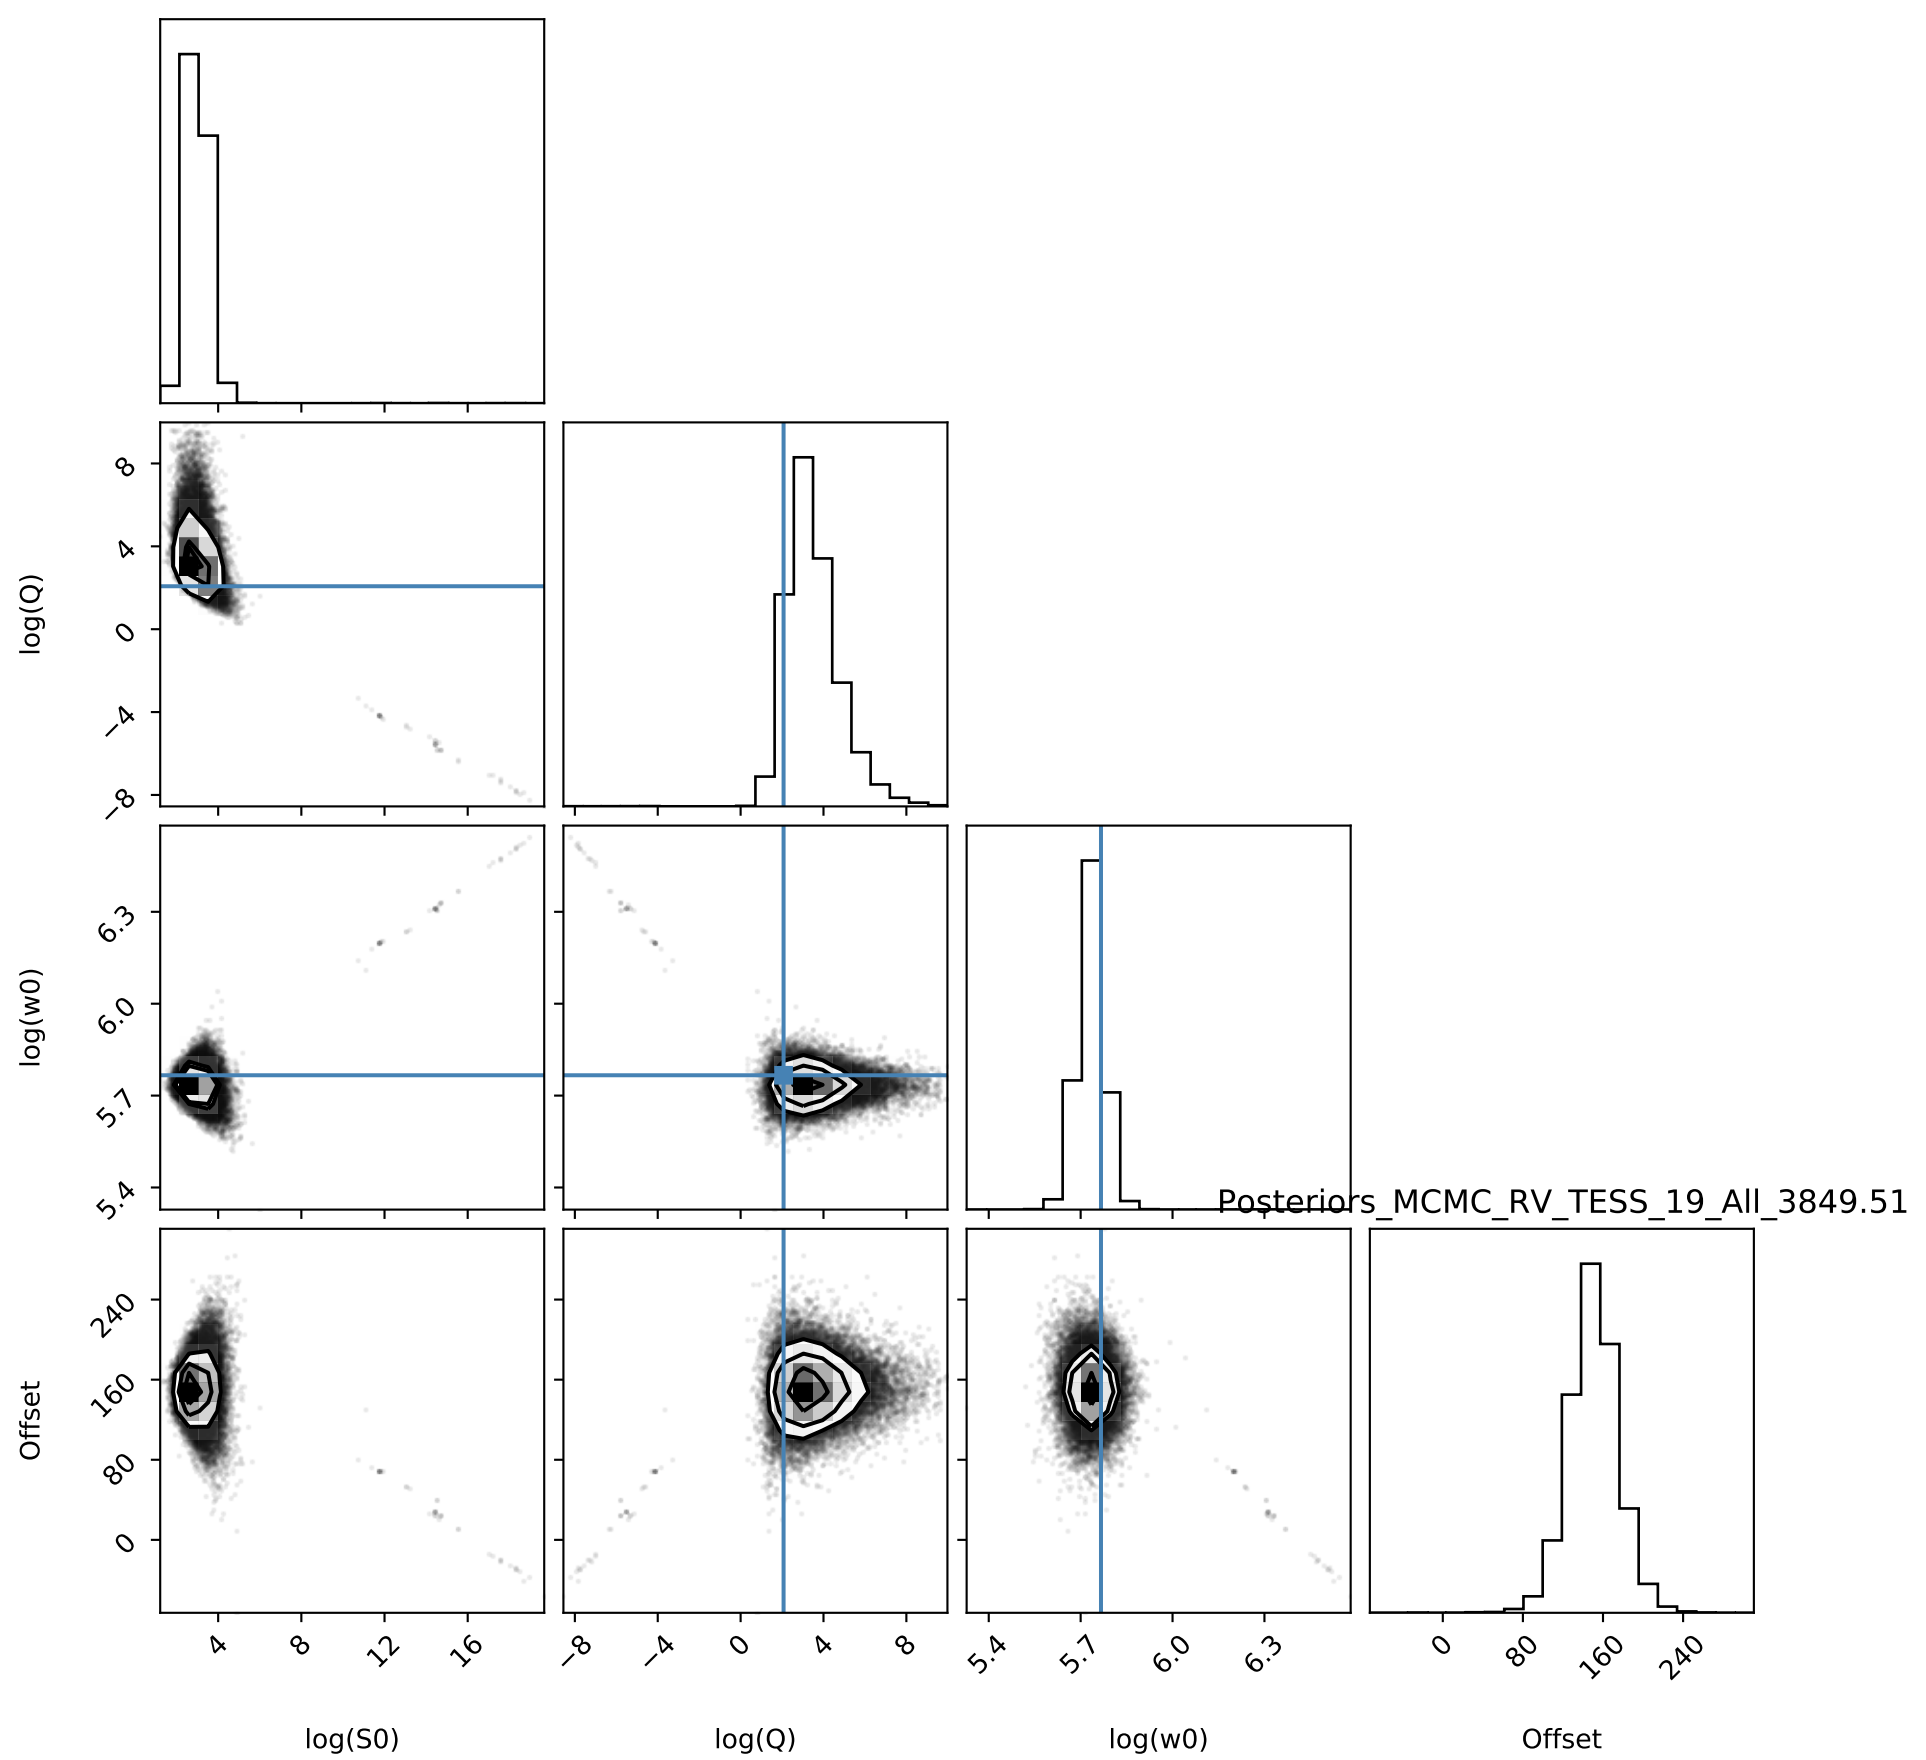 log(Q)
8
4
0
−4
−8
log(w0)
6.3
6.0
5.7
5.4
Posteriors_MCMC_RV_TESS_19_All_3849.51
Offset
240
160
80
0
4 8 12 16 −8 −4 0 4 8 5.4 5.7 6.0 6.3 0 80 160 240
log(S0) log(Q) log(w0) Offset